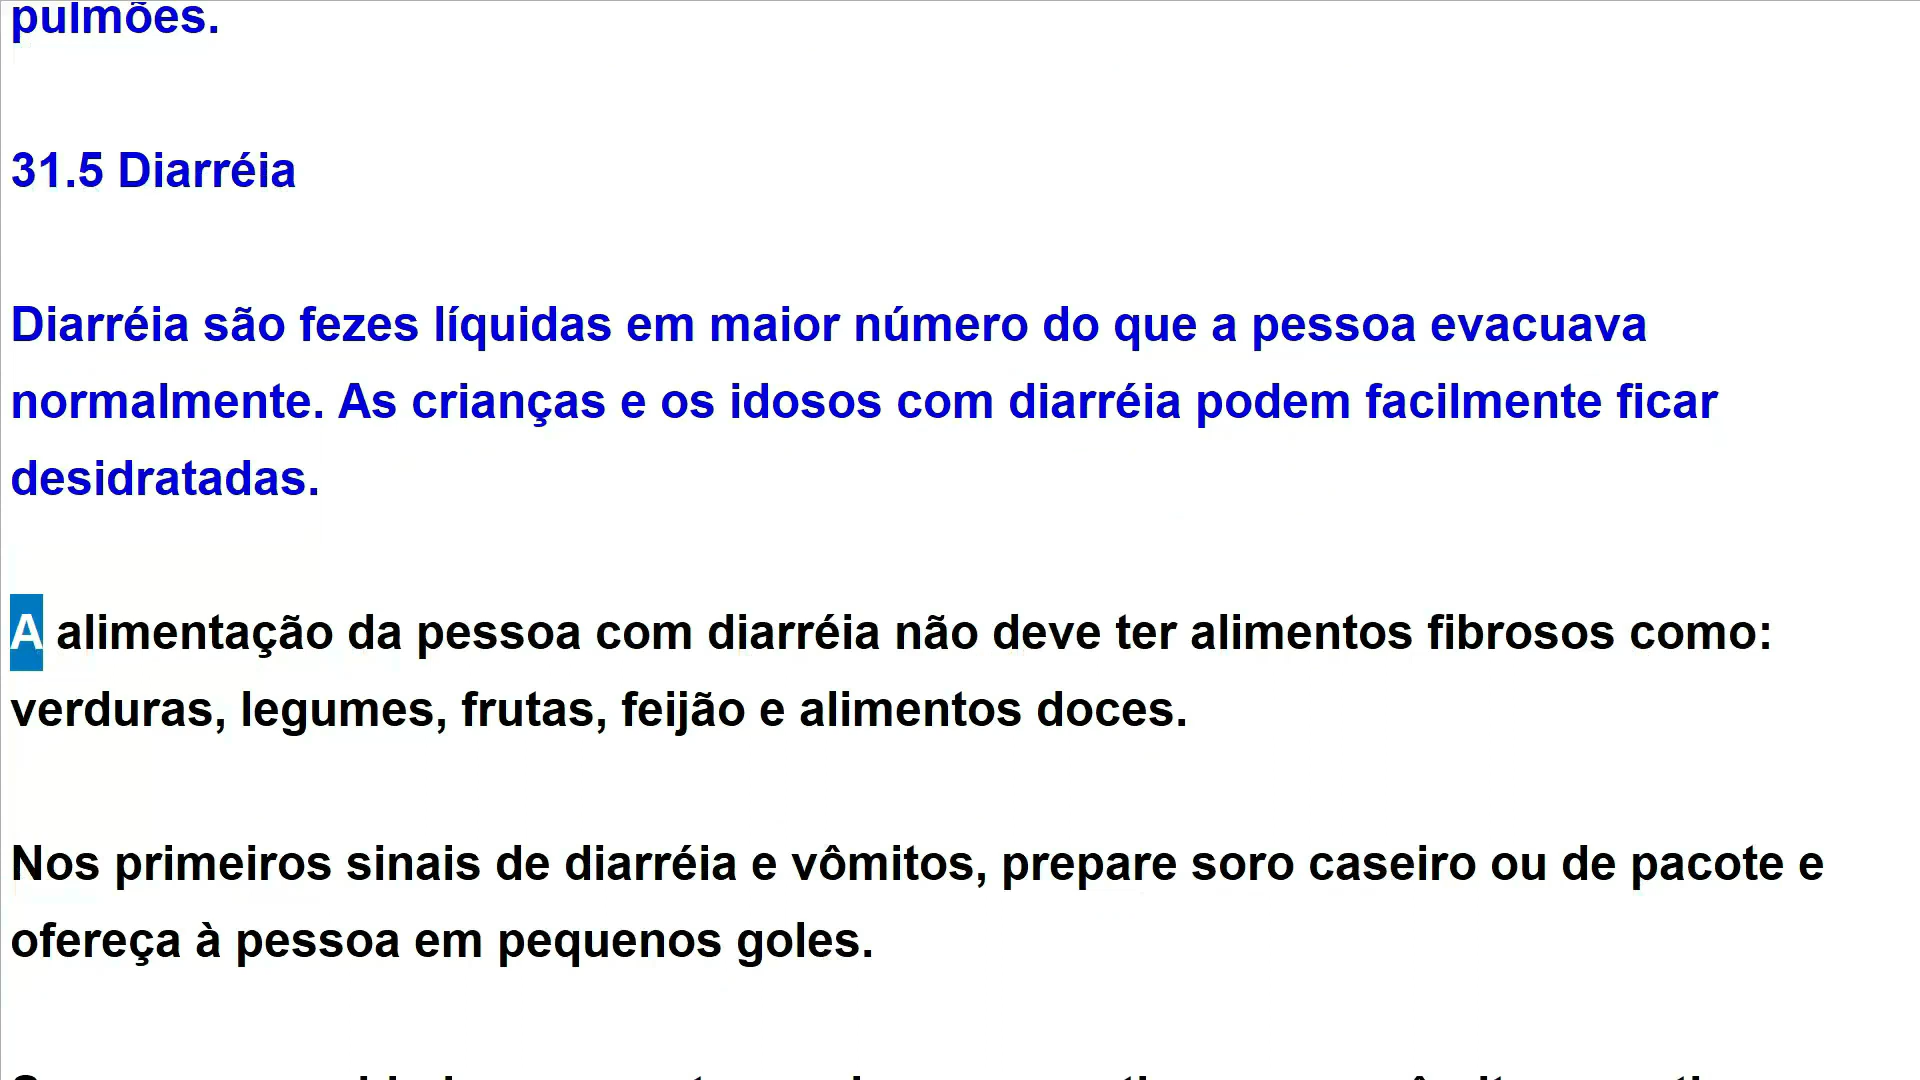 pulmões.
31.5 Diarréia
Diarréia são fezes líquidas em maior número do que a pessoa evacuava
normalmente. As crianças e os idosos com diarréia podem facilmente ficar
desidratadas.
A alimentação da pessoa com diarréia não deve ter alimentos fibrosos como:
verduras, legumes, frutas, feijão e alimentos doces.
Nos primeiros sinais de diarréia e vômitos, prepare soro caseiro ou de pacote e
ofereça à pessoa em pequenos goles.